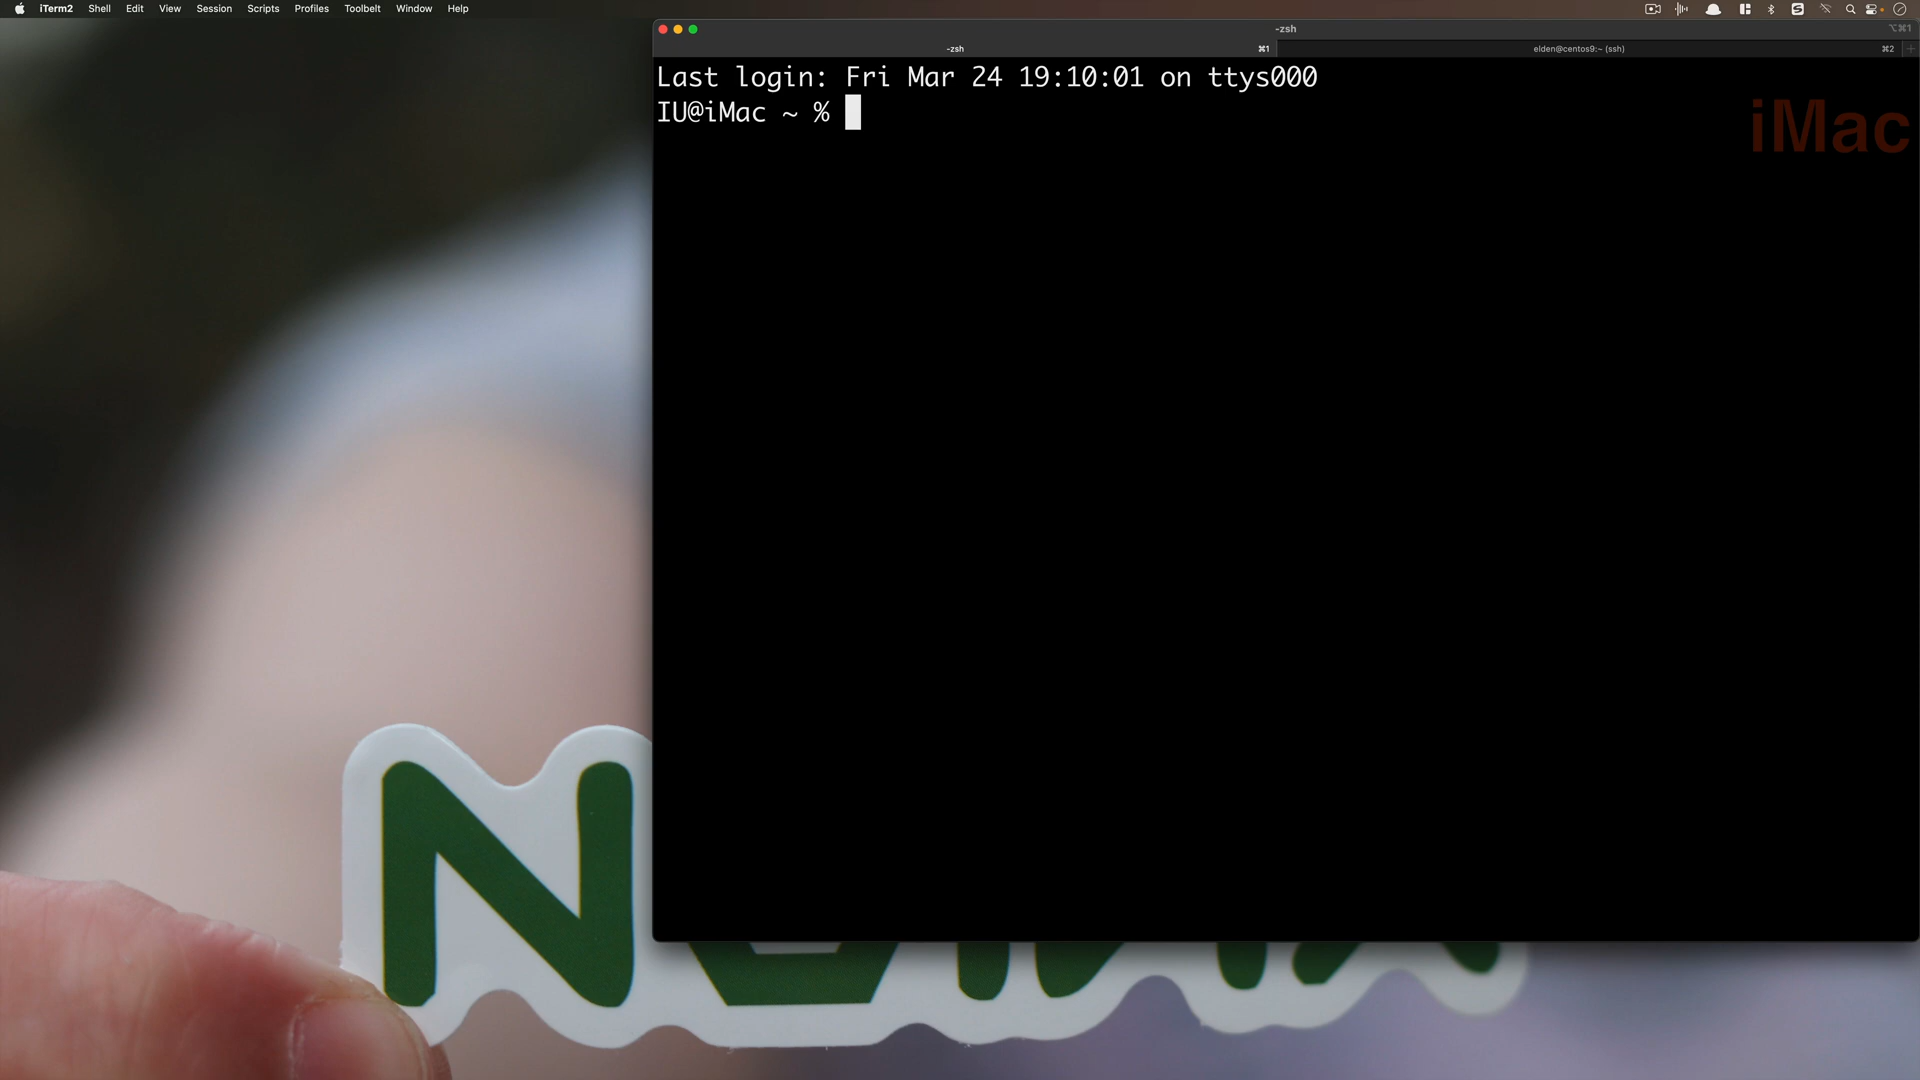 iTerm2 Shell Edit View Session Scripts Profiles Toolbelt Window Help
-zsh ⌥⌘1
-zsh ⌘1 elden@centos9:~ (ssh) ⌘2
Last login: Fri Mar 24 19:10:01 on ttys000
IU@iMac ~ %
iMac